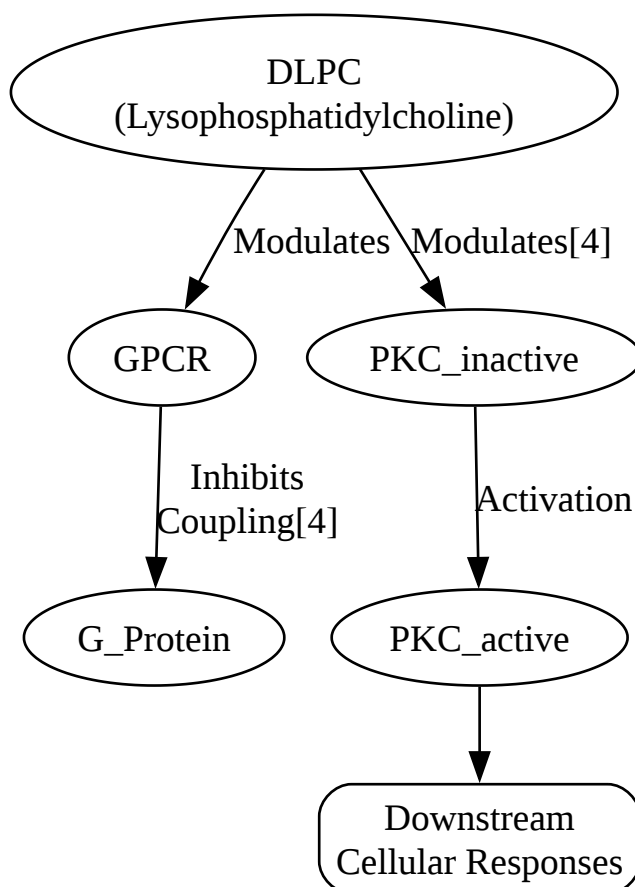 DLPC
(Lysophosphatidylcholine)
Modulates
Modulates[4]
GPCR
PKC_inactive
Inhibits
Coupling[4]
Activation
G_Protein
PKC_active
Downstream
Cellular Responses